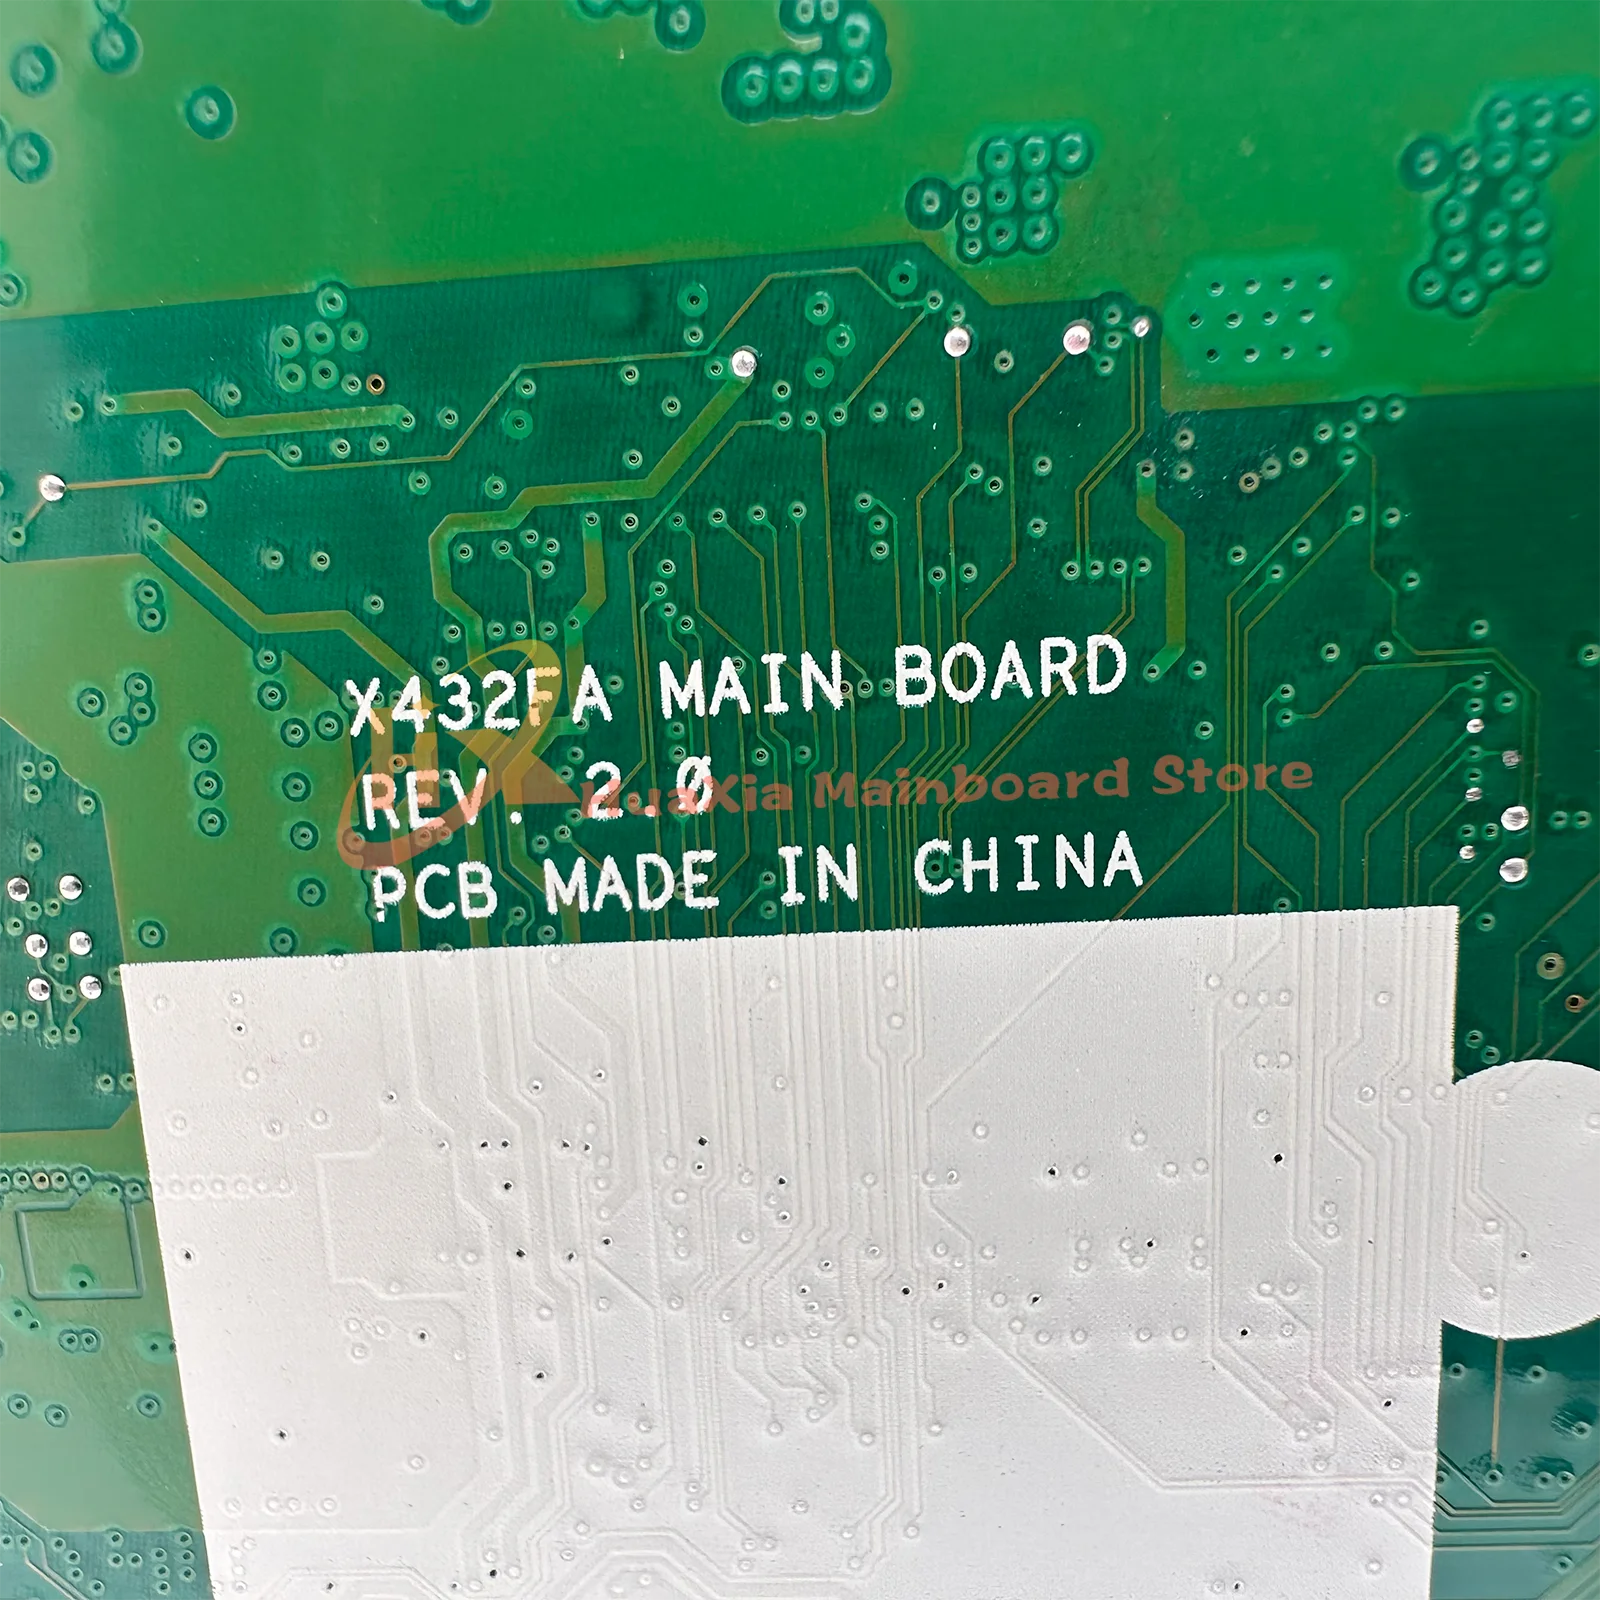 X432FA MAIN BOARD
REV. 2.0
HuaXia Mainboard Store
PCB MADE IN CHINA